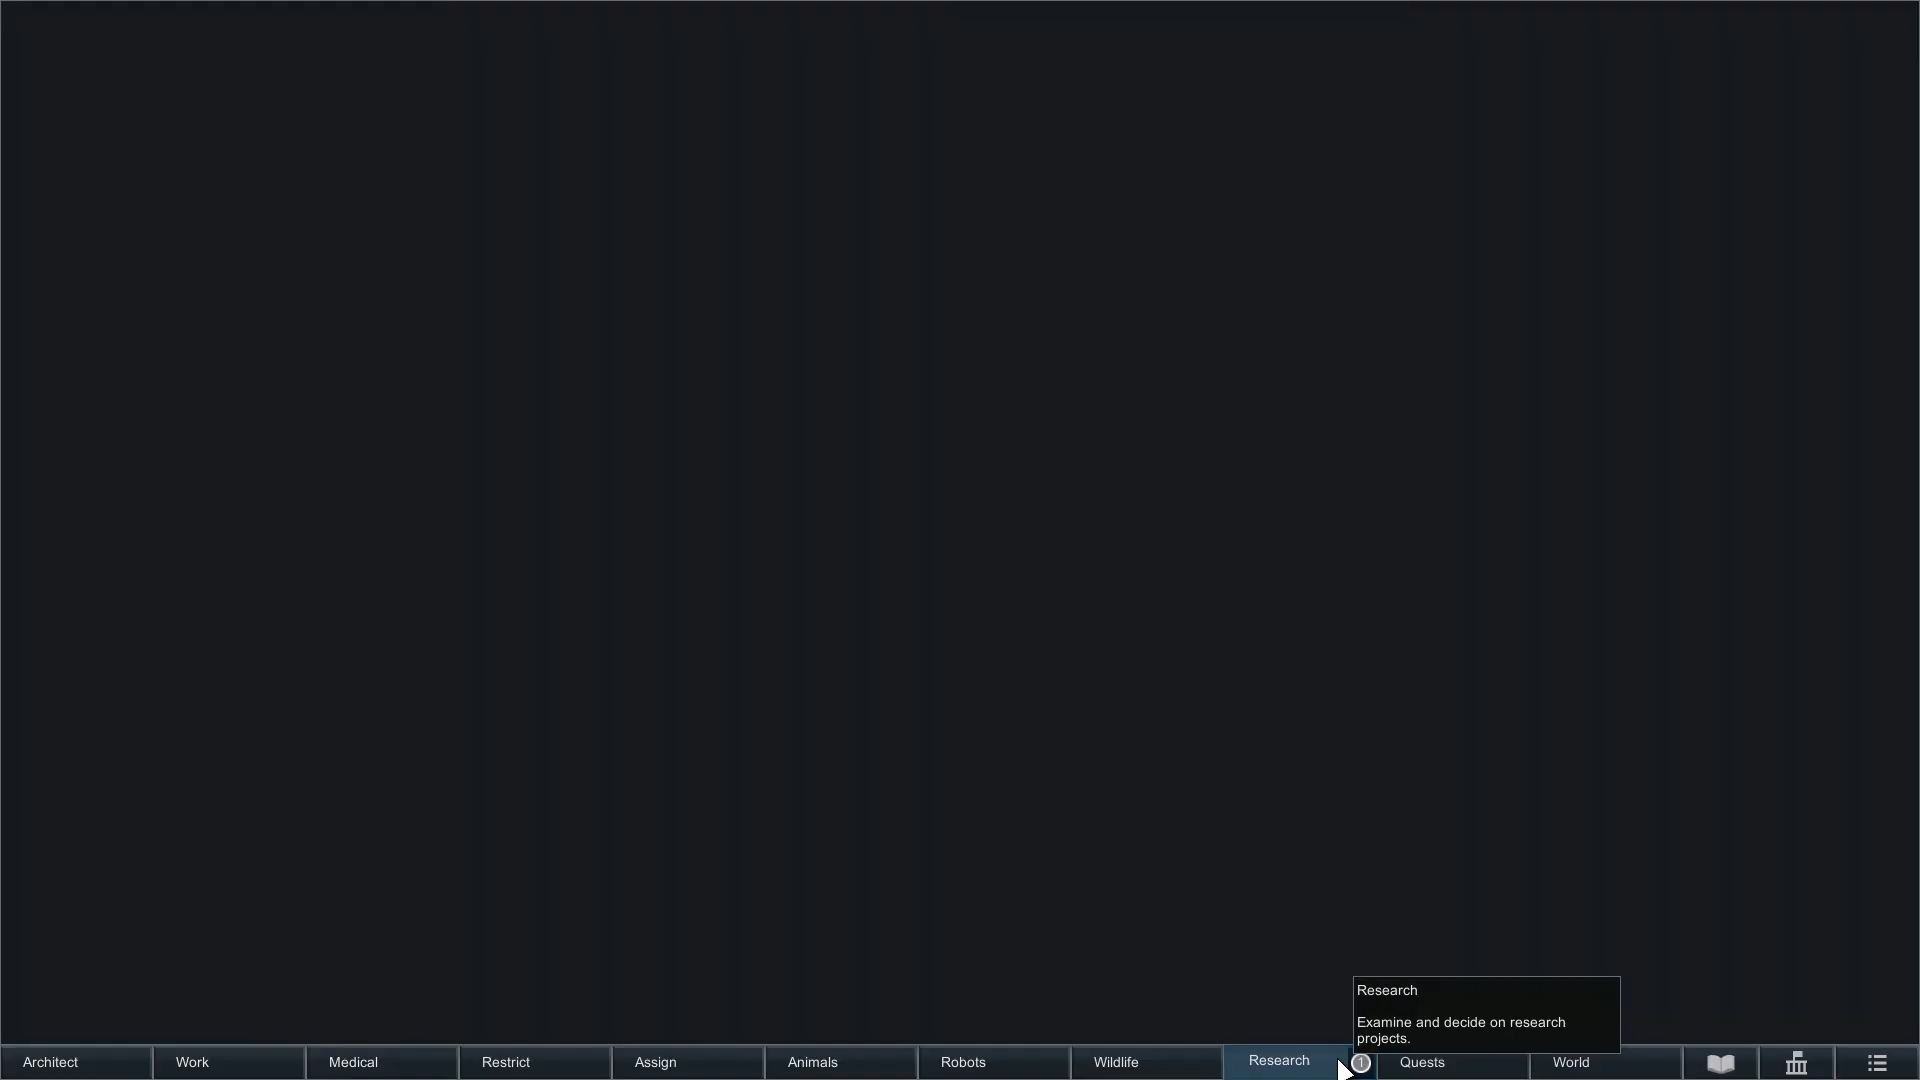 Research
Examine and decide on research
projects.
Architect Work Medical Restrict Assign Animals Robots Wildlife Research 1 Quests World